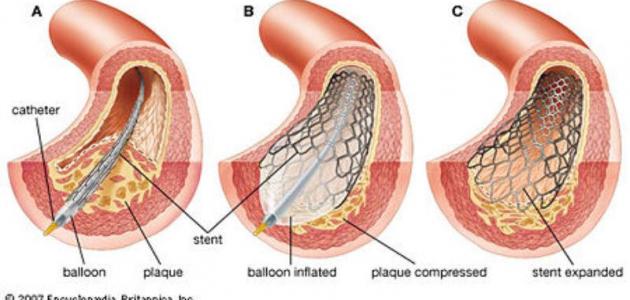 A
B
C
catheter
stent
balloon
plaque
balloon inflated
plaque compressed
stent expanded
© 2007 Encyclopædia Britannica, Inc.